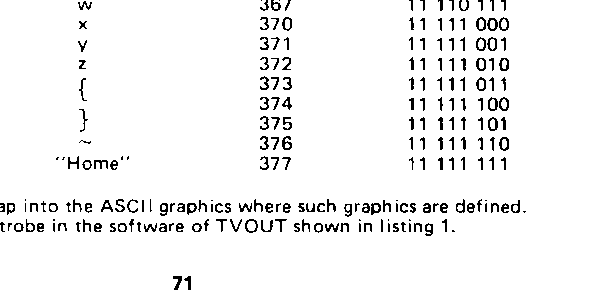 w 367 11 110 111
x 370 11 111 000
y 371 11 111 001
z 372 11 111 010
{ 373 11 111 011
374 11 111 100
} 375 11 111 101
~ 376 11 111 110
"Home" 377 11 111 111
ap into the ASCII graphics where such graphics are defined.
trobe in the software of TVOUT shown in listing 1.
71